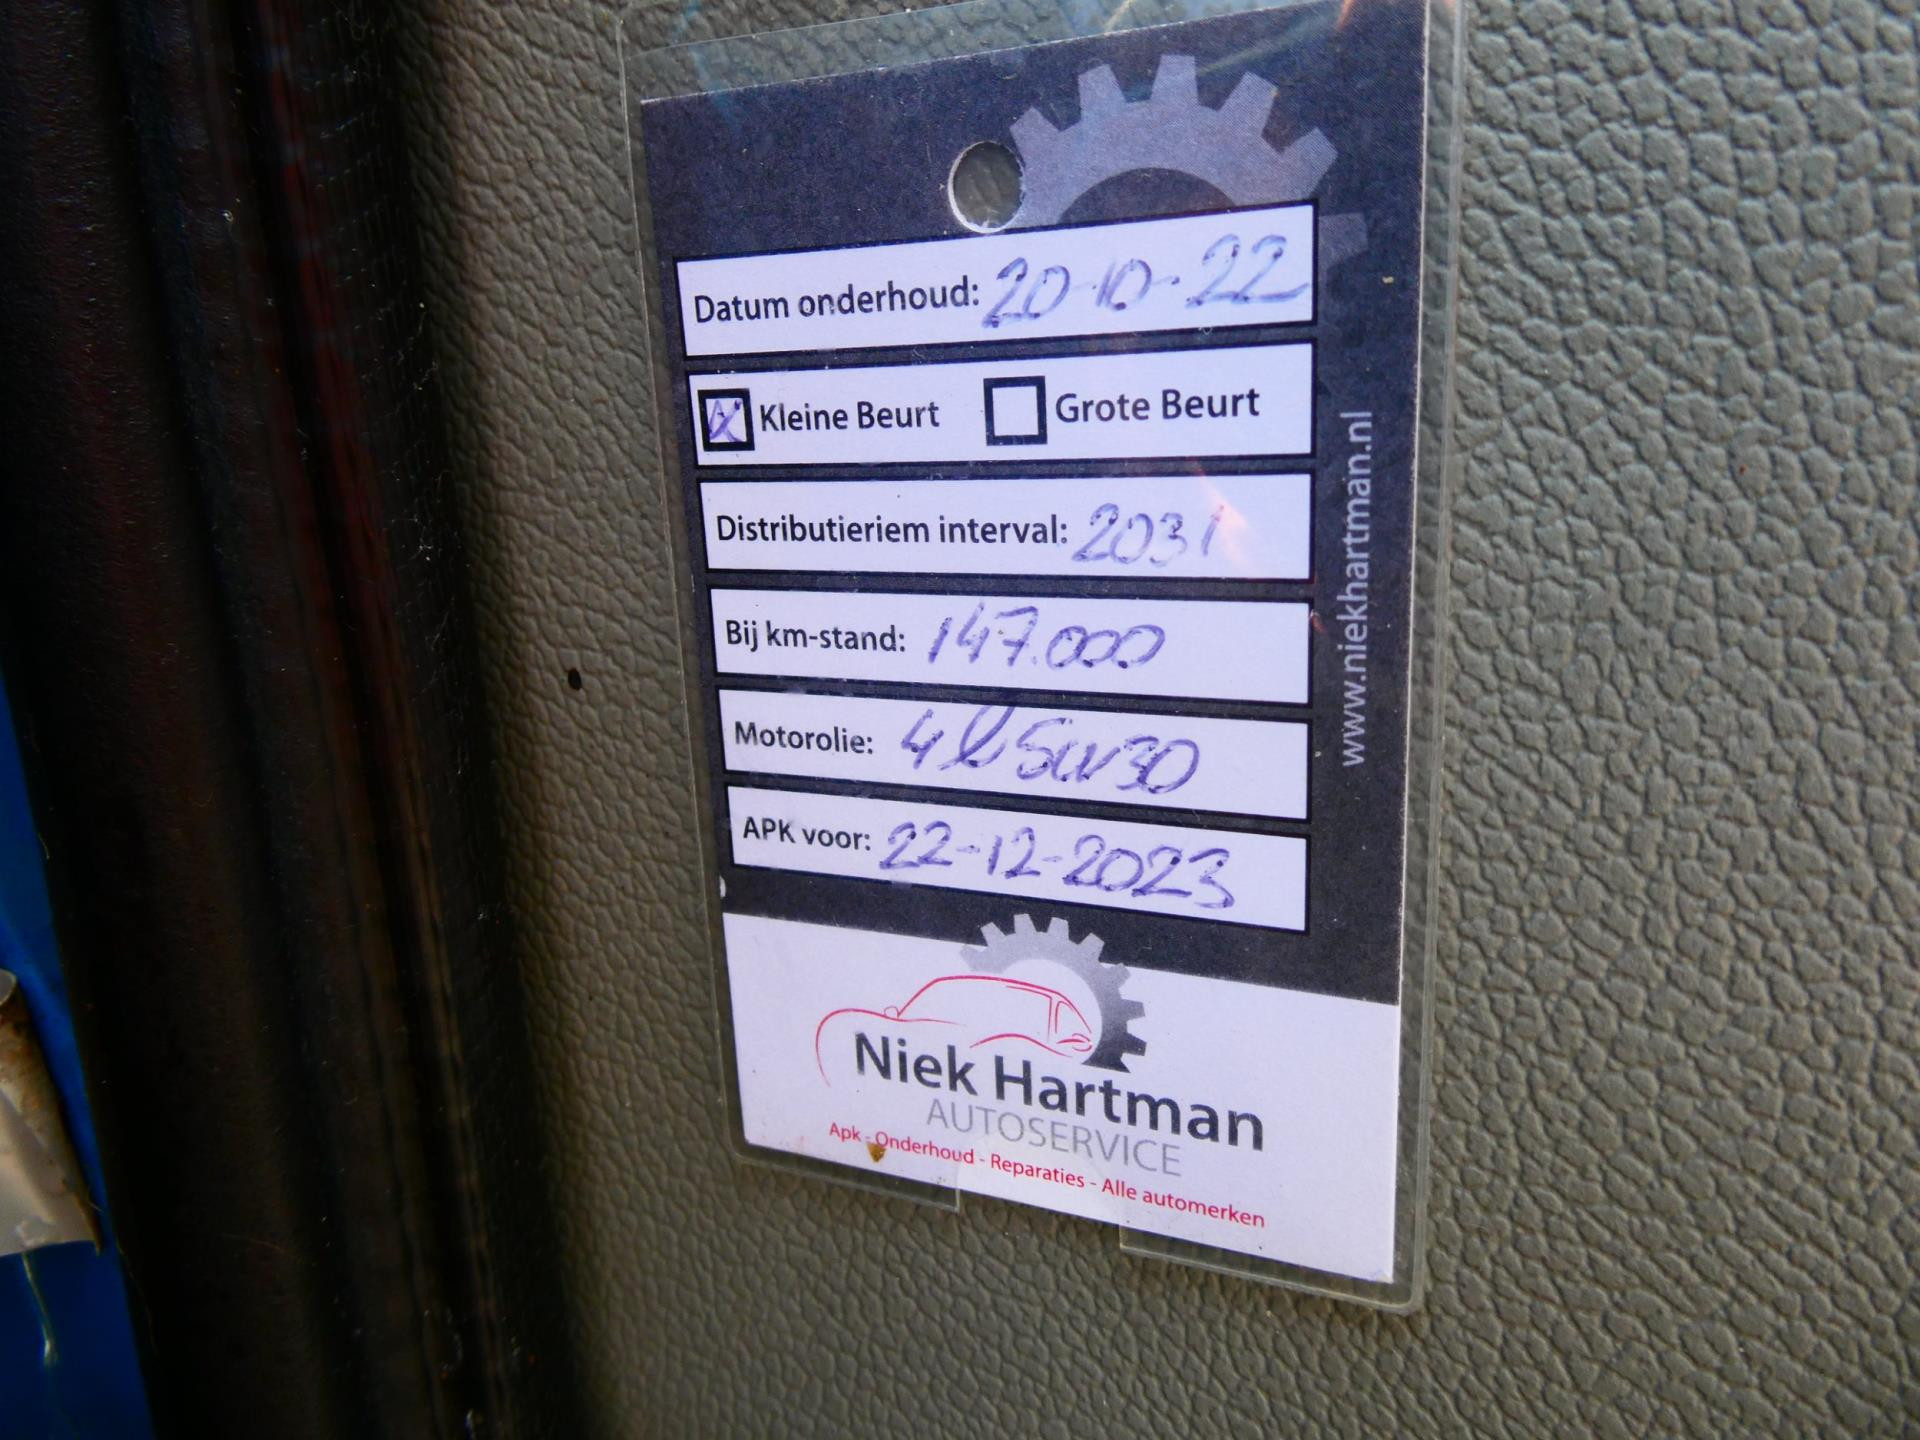 Datum onderhoud: 20-10-22
Kleine Beurt Grote Beurt
Distributieriem interval: 2031
Bij km-stand: 147.000
Motorolie: 4 l 5w30
APK voor: 22-12-2023
www.niekhartman.nl
Niek Hartman
AUTOSERVICE
Apk - Onderhoud - Reparaties - Alle automerken